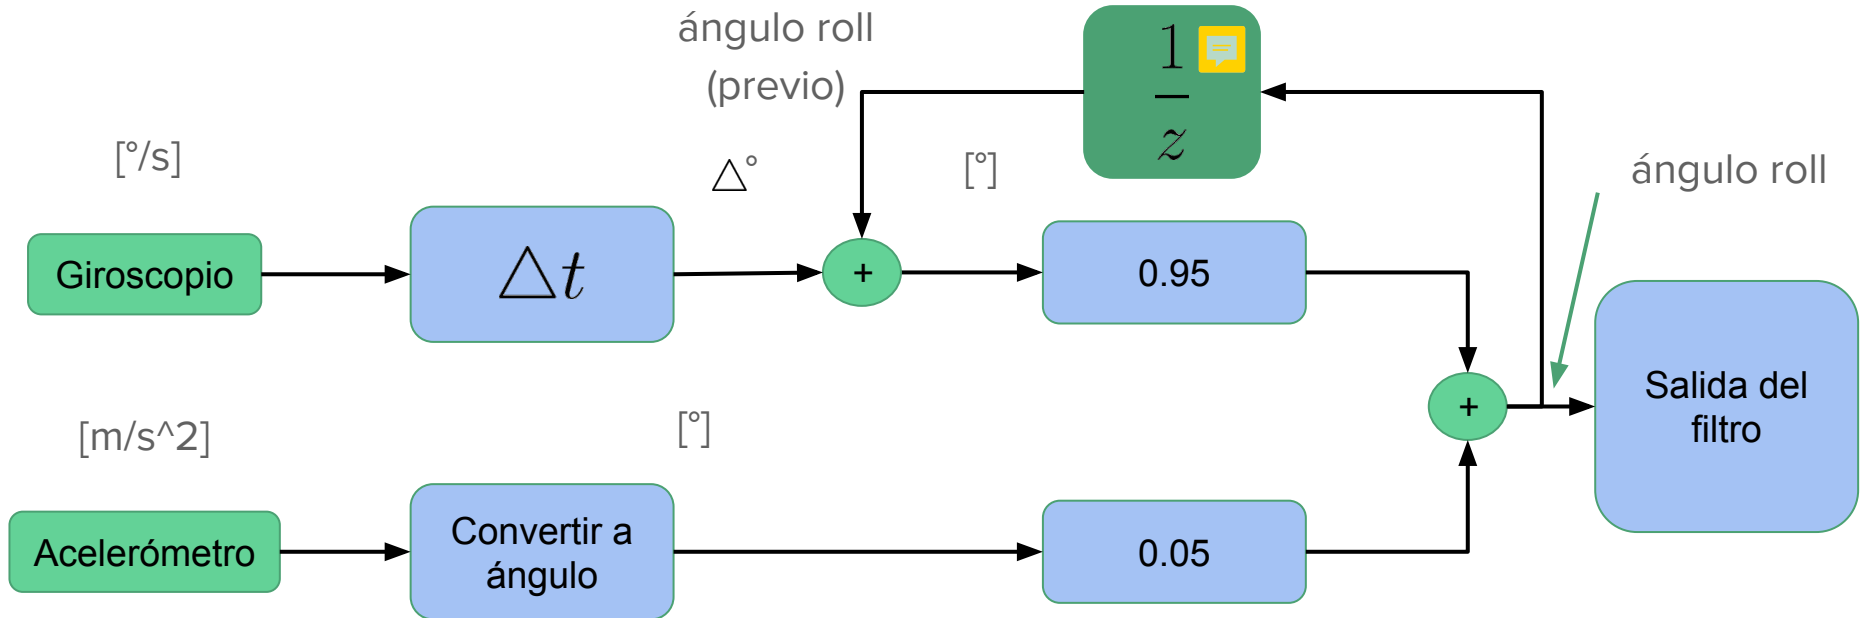 ángulo roll
(previo)
1
z
[°/s]
△°
[°]
ángulo roll
Giroscopio
△t
+
0.95
Salida del
filtro
+
[m/s^2]
[°]
Acelerómetro
Convertir a
ángulo
0.05